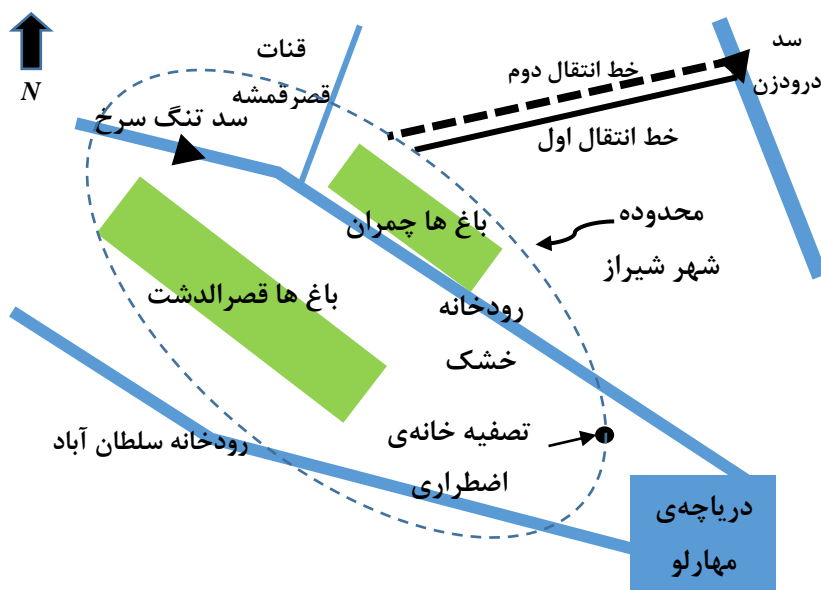 N
قنات
قصرقمشه
سد تنگ سرخ
خط انتقال دوم
خط انتقال اول
سد
درودزن
باغ ها چمران
محدوده
شهر شیراز
باغ ها قصرالدشت
رودخانه
خشک
رودخانه سلطان آباد
تصفیه خانه‌ی
اضطراری
دریاچه‌ی
مهارلو